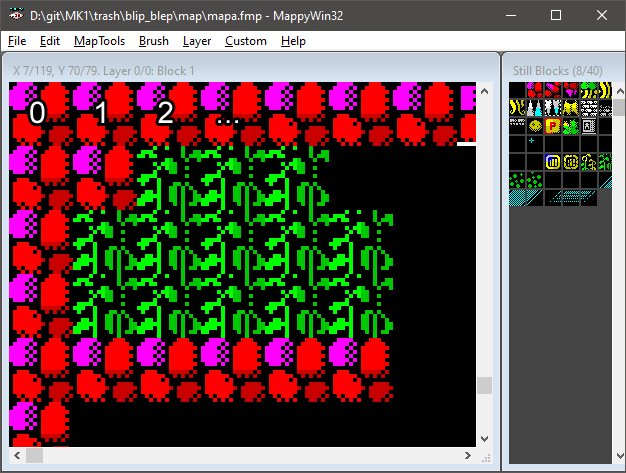 D:\git\MK1\trash\blip_blep\map\mapa.fmp - MappyWin32
File Edit MapTools Brush Layer Custom Help
X 7/119, Y 70/79. Layer 0/0: Block 1
Still Blocks (8/40)
0 1 2 ...
P